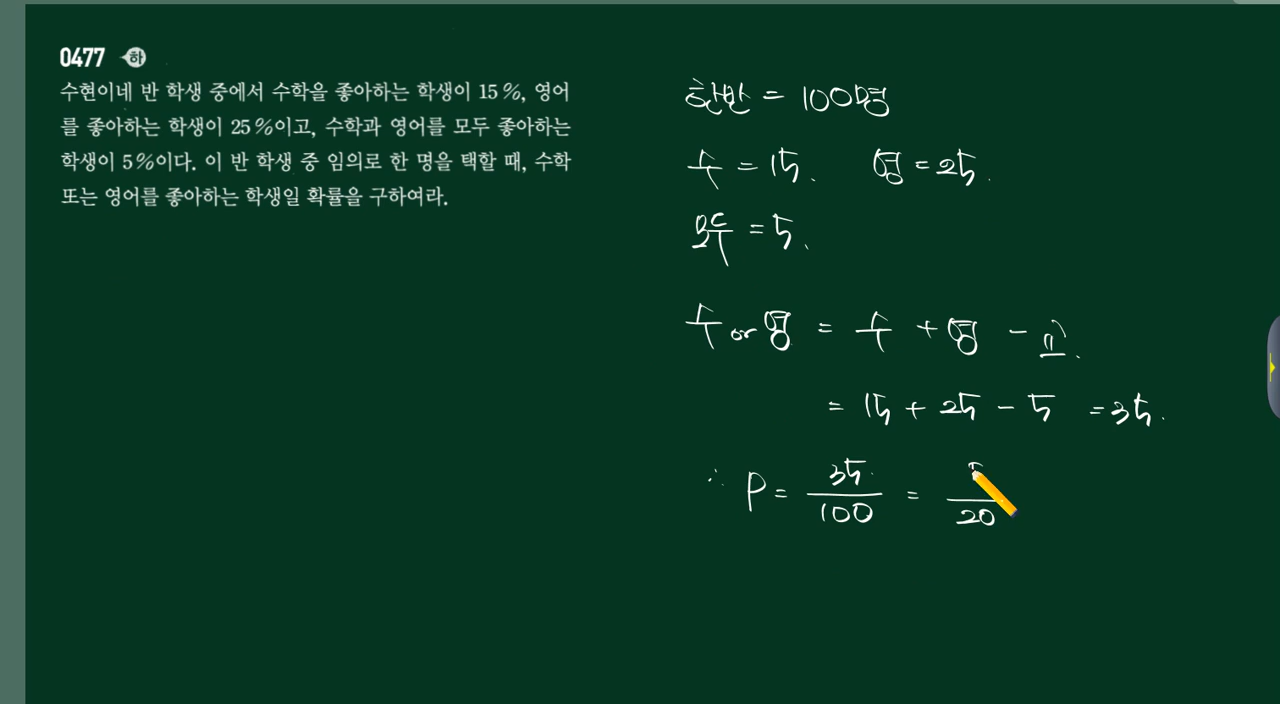 0477 하
수현이네 반 학생 중에서 수학을 좋아하는 학생이 15%, 영어
를 좋아하는 학생이 25%이고, 수학과 영어를 모두 좋아하는
학생이 5%이다. 이 반 학생 중 임의로 한 명을 택할 때, 수학
또는 영어를 좋아하는 학생일 확률을 구하여라.
한반 = 100명
수 = 15. 영 = 25.
모두 = 5.
수 or 영 = 수 + 영 -
= 15 + 25 - 5 = 35.
∴ P = 35/100 = /20